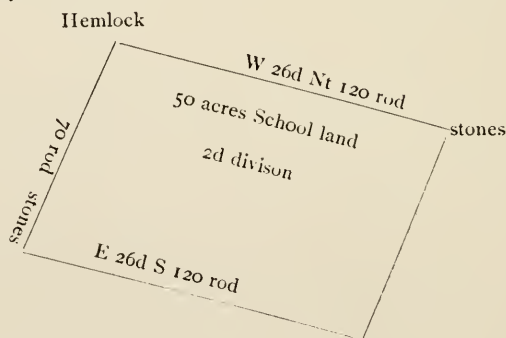 Hemlock
W 26d Nt 120 rod
50 acres School land
stones
2d divison
70 rod stones
E 26d S 120 rod